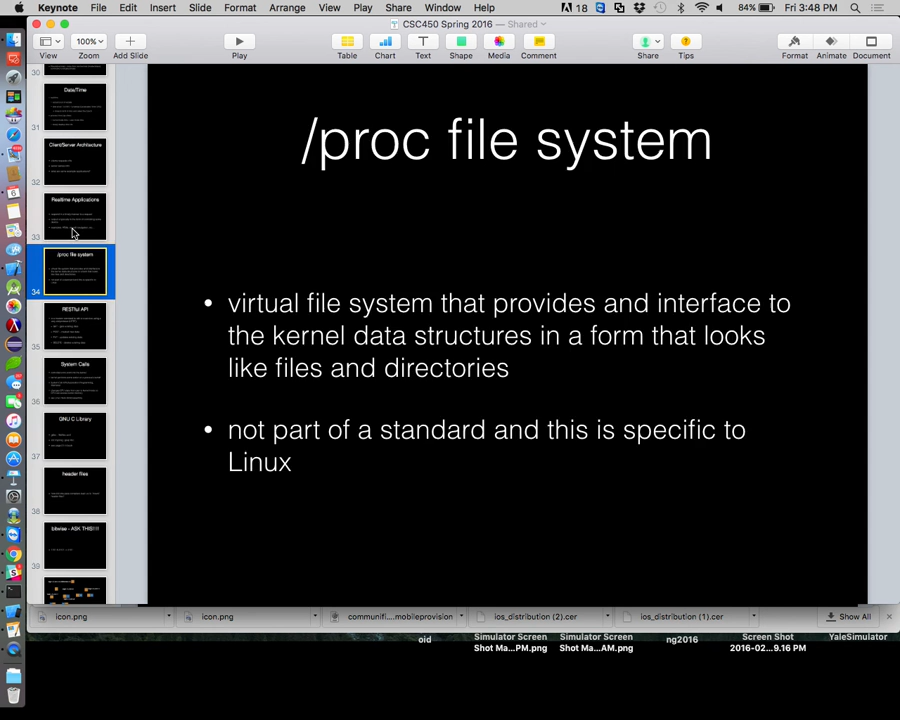 Keynote File Edit Insert Slide Format Arrange View Play Share Window Help 18 84% Fri 3:48 PM
CSC450 Spring 2016 — Shared
100%
View Zoom Add Slide Play Table Chart Text Shape Media Comment Share Tips Format Animate Document
30
Date/Time
31
Client/Server Architecture
32
Realtime Applications
33
/proc file system
34
RESTful API
35
System Calls
36
GNU C Library
37
header files
38
bitwise - ASK THIS!!!!
39
/proc file system
• virtual file system that provides and interface to
the kernel data structures in a form that looks
like files and directories
• not part of a standard and this is specific to
Linux
icon.png icon.png communifi....mobileprovision ios_distribution (2).cer ios_distribution (1).cer Show All
oid Simulator Screen Simulator Screen ng2016 Screen Shot YaleSimulator
Shot Ma...PM.png Shot Ma...AM.png 2016-02...9.16 PM